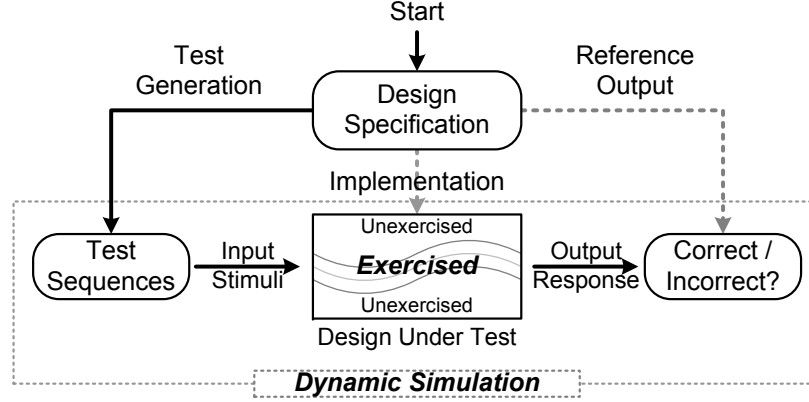 Start
Test
Generation
Reference
Output
Design
Specification
Implementation
Test
Sequences
Input
Stimuli
Unexercised
Exercised
Unexercised
Design Under Test
Output
Response
Correct /
Incorrect?
Dynamic Simulation